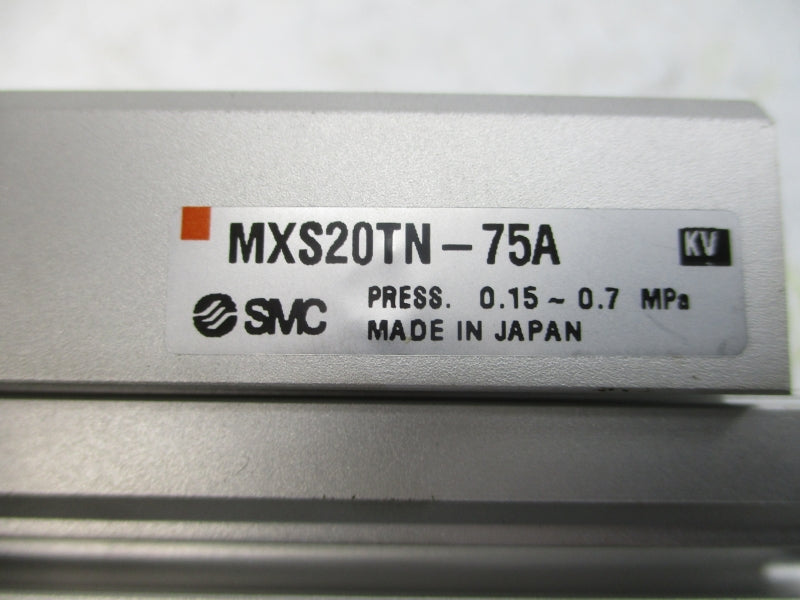 MXS20TN-75A
KV
SMC
PRESS. 0.15~0.7 MPa
MADE IN JAPAN